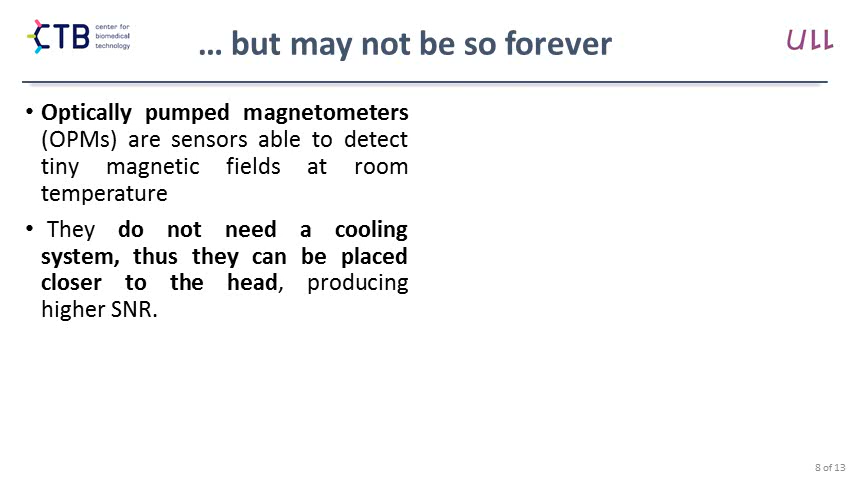 CTB
center for
biomedical
technology
… but may not be so forever
ULL
• Optically pumped magnetometers
(OPMs) are sensors able to detect
tiny magnetic fields at room
temperature
• They do not need a cooling
system, thus they can be placed
closer to the head, producing
higher SNR.
8 of 13